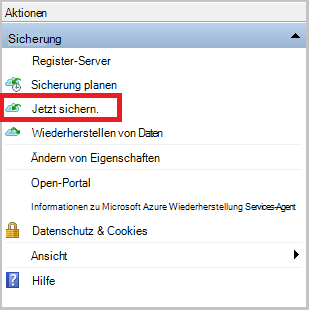 Aktionen
Sicherung
Register-Server
Sicherung planen
Jetzt sichern.
Wiederherstellen von Daten
Ändern von Eigenschaften
Open-Portal
Informationen zu Microsoft Azure Wiederherstellung Services-Agent
Datenschutz & Cookies
Ansicht
Hilfe